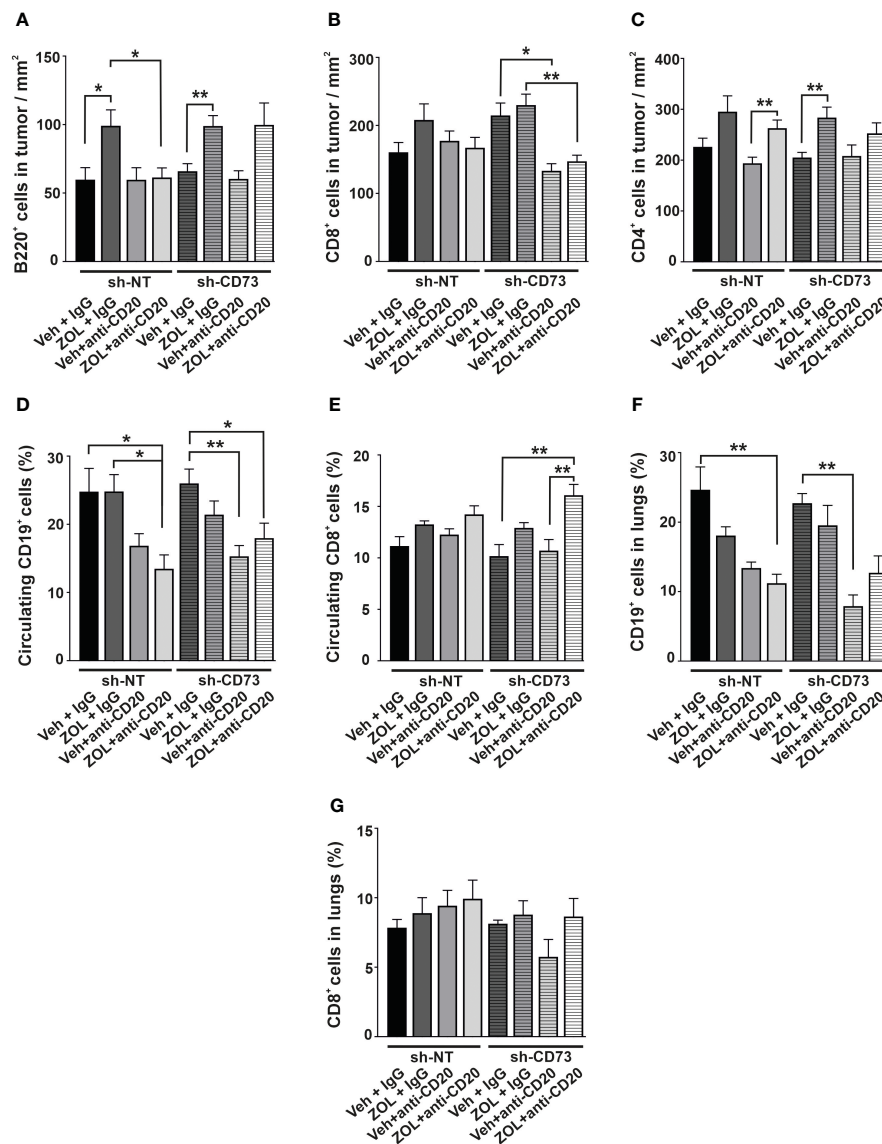 A
B220⁺ cells in tumor / mm²
150
100
50
0
*
*
**
sh-NT
sh-CD73
Veh + IgG
ZOL + IgG
Veh+anti-CD20
ZOL+anti-CD20
Veh + IgG
ZOL + IgG
Veh+anti-CD20
ZOL+anti-CD20
B
CD8⁺ cells in tumor / mm²
300
200
100
0
*
**
sh-NT
sh-CD73
Veh + IgG
ZOL + IgG
Veh+anti-CD20
ZOL+anti-CD20
Veh + IgG
ZOL + IgG
Veh+anti-CD20
ZOL+anti-CD20
C
CD4⁺ cells in tumor / mm²
400
300
200
100
0
**
**
sh-NT
sh-CD73
Veh + IgG
ZOL + IgG
Veh+anti-CD20
ZOL+anti-CD20
Veh + IgG
ZOL + IgG
Veh+anti-CD20
ZOL+anti-CD20
D
Circulating CD19⁺ cells (%)
30
20
10
0
*
*
*
**
sh-NT
sh-CD73
Veh + IgG
ZOL + IgG
Veh+anti-CD20
ZOL+anti-CD20
Veh + IgG
ZOL + IgG
Veh+anti-CD20
ZOL+anti-CD20
E
Circulating CD8⁺ cells (%)
20
15
10
5
0
**
**
sh-NT
sh-CD73
Veh + IgG
ZOL + IgG
Veh+anti-CD20
ZOL+anti-CD20
Veh + IgG
ZOL + IgG
Veh+anti-CD20
ZOL+anti-CD20
F
CD19⁺ cells in lungs (%)
30
20
10
0
**
**
sh-NT
sh-CD73
Veh + IgG
ZOL + IgG
Veh+anti-CD20
ZOL+anti-CD20
Veh + IgG
ZOL + IgG
Veh+anti-CD20
ZOL+anti-CD20
G
CD8⁺ cells in lungs (%)
15
10
5
0
sh-NT
sh-CD73
Veh + IgG
ZOL + IgG
Veh+anti-CD20
ZOL+anti-CD20
Veh + IgG
ZOL + IgG
Veh+anti-CD20
ZOL+anti-CD20